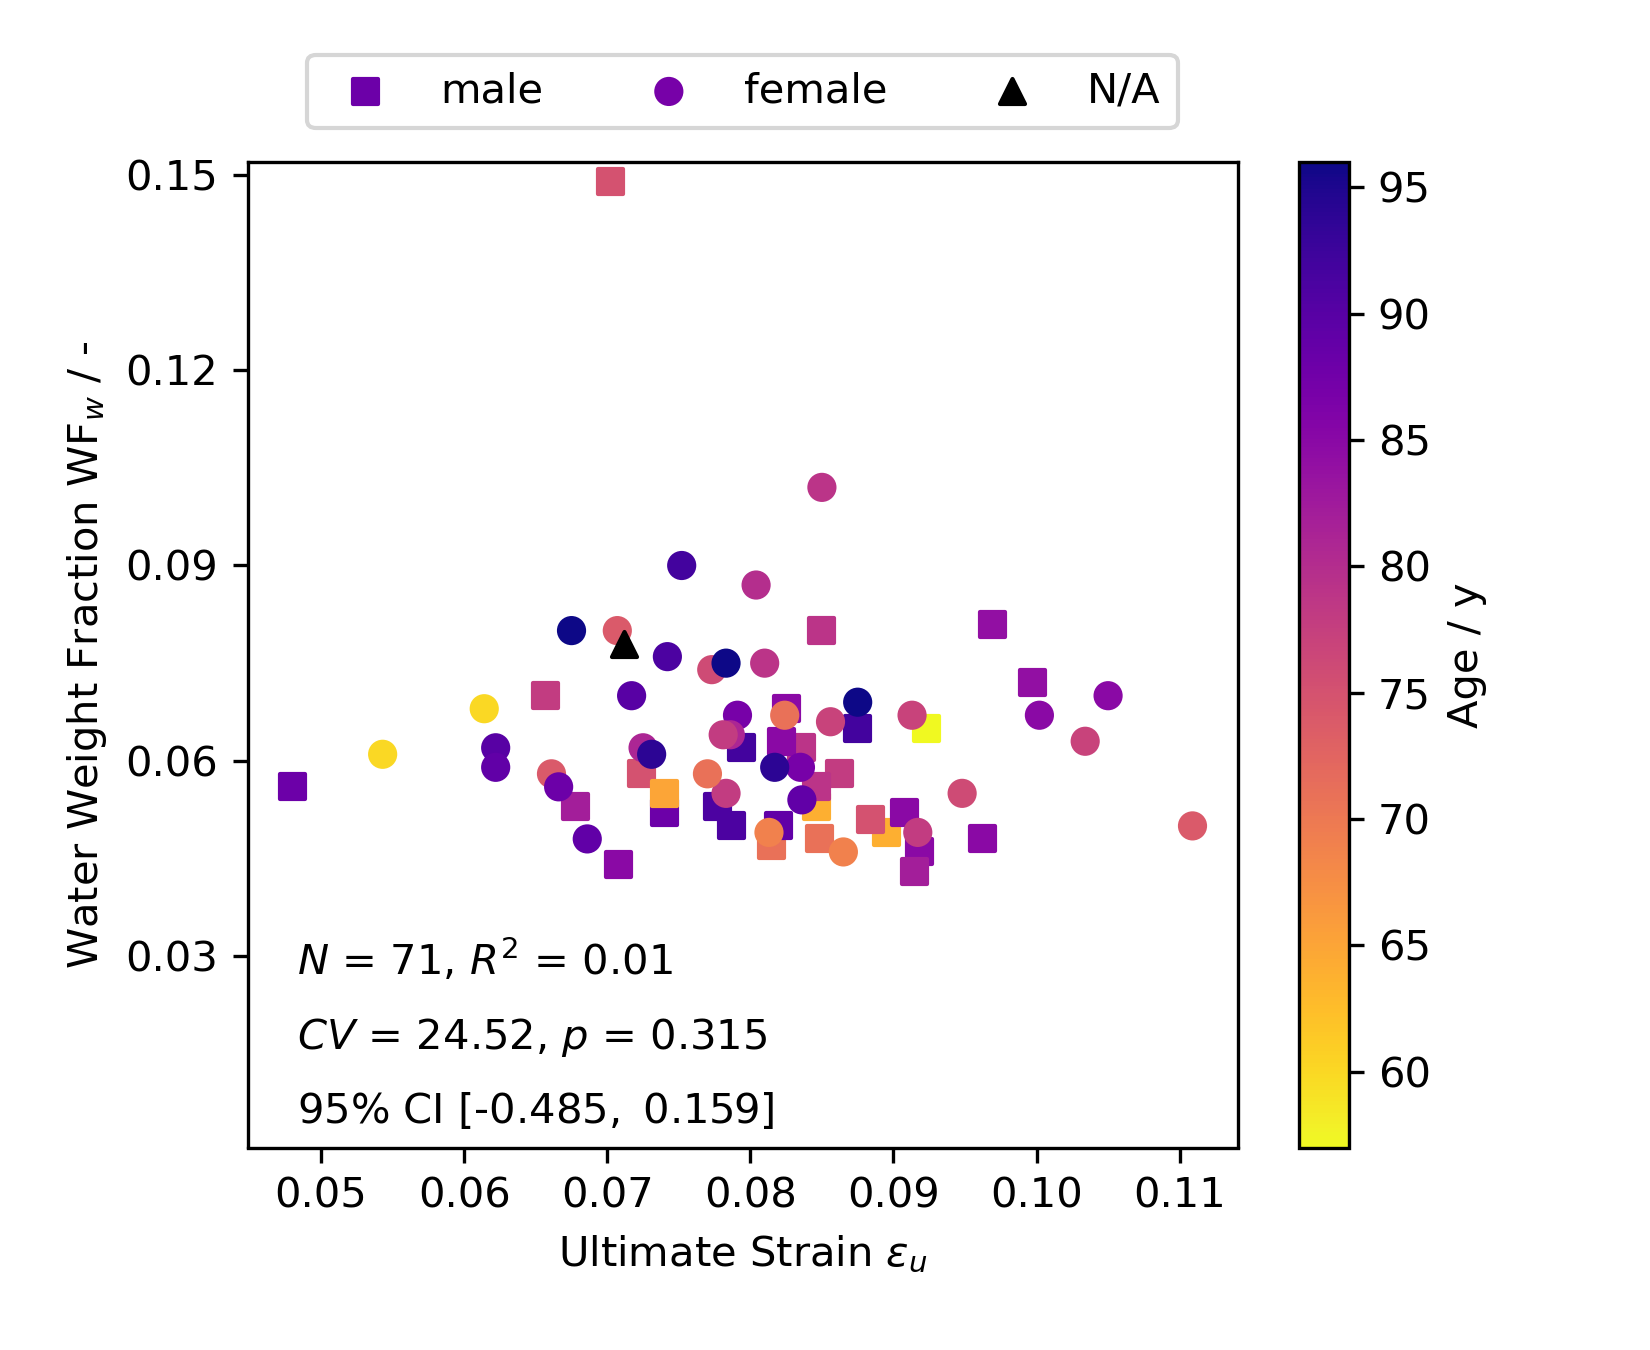 male female N/A
0.15
0.12
0.09
0.06
0.03
Water Weight Fraction WF_w / -
N = 71, R² = 0.01
CV = 24.52, p = 0.315
95% CI [-0.485, 0.159]
0.05 0.06 0.07 0.08 0.09 0.10 0.11
Ultimate Strain ε_u
95
90
85
80
75
70
65
60
Age / y